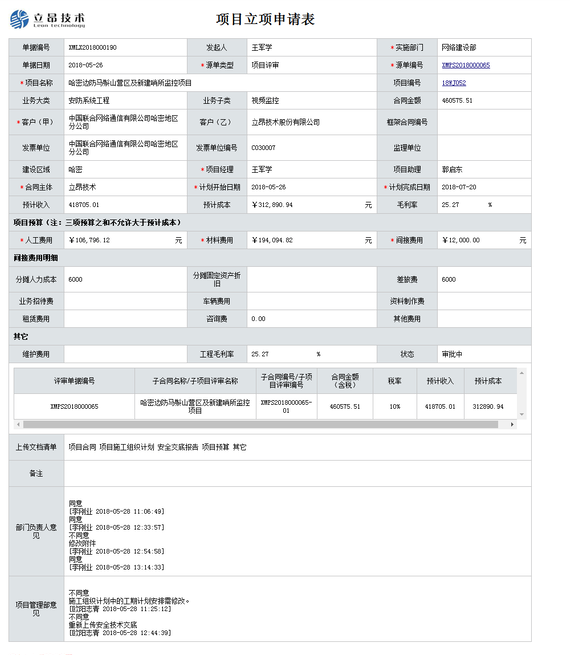 立昂技术
Leon technology
项目立项申请表
单据编号 XMLX2018000190 发起人 王军学 *实施部门 网络建设部
单据日期 2018-05-26 *源单类型 项目评审 *源单编号 XMPS2018000065
*项目名称 哈密边防马鬃山营区及新建哨所监控项目 项目编号 18WJ052
业务大类 安防系统工程 业务子类 视频监控 合同金额 460575.51
*客户（甲） 中国联合网络通信有限公司哈密地区分公司 客户（乙） 立昂技术股份有限公司 框架合同编号
发票单位 中国联合网络通信有限公司哈密地区分公司 发票单位编号 C030007 监理单位
建设区域 哈密 *项目经理 王军学 项目助理 郭启东
*合同主体 立昂技术 *计划开始日期 2018-05-26 *计划完成日期 2018-07-20
预计收入 418705.01 预计成本 ￥312,890.94 元 毛利率 25.27 %
项目预算（注：三项预算之和不允许大于预计成本）
*人工费用 ￥106,796.12 元 *材料费用 ￥194,094.82 元 *间接费用 ￥12,000.00 元
间接费用明细
分摊人力成本 6000 分摊固定资产折旧 差旅费 6000
业务招待费 车辆费用 资料制作费
租赁费用 咨询费 0.00 其他费用
其它
维护费用 工程毛利率 25.27 % 状态 审批中
评审单据编号 子合同名称/子项目评审名称 子合同编号/子项目评审编号 合同金额（含税） 税率 预计收入 预计成本
XMPS2018000065 哈密边防马鬃山营区及新建哨所监控项目 XMPS2018000065-01 460575.51 10% 418705.01 312890.94
上传文档清单 项目合同 项目施工组织计划 安全交底报告 项目预算 其它
备注
部门负责人意见
同意
[李刚业 2018-05-28 11:06:49]
同意
[李刚业 2018-05-28 12:33:57]
不同意
修改附件
[李刚业 2018-05-28 12:54:58]
同意
[李刚业 2018-05-28 13:14:33]
项目管理部意见
不同意
施工组织计划中的工期计划安排需修改。
[欧阳志青 2018-05-28 11:25:12]
不同意
重新上传安全技术交底
[欧阳志青 2018-05-28 12:44:39]